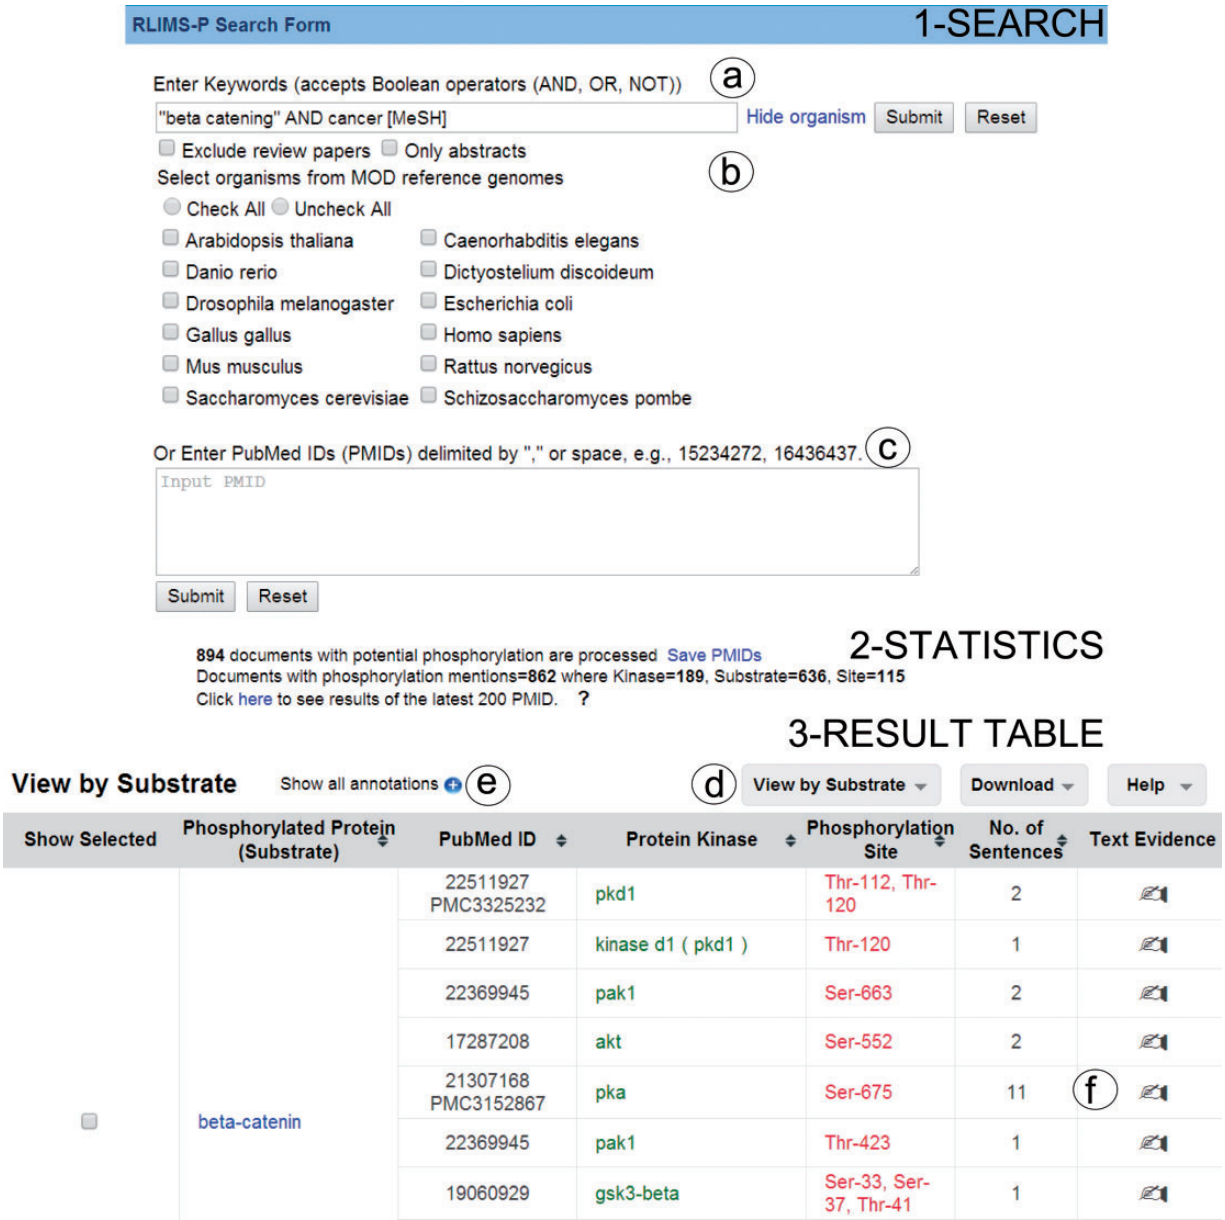 RLIMS-P Search Form
1-SEARCH
Enter Keywords (accepts Boolean operators (AND, OR, NOT))
a
"beta catening" AND cancer [MeSH]
Hide organism Submit Reset
Exclude review papers Only abstracts
b
Select organisms from MOD reference genomes
Check All Uncheck All
Arabidopsis thaliana Caenorhabditis elegans
Danio rerio Dictyostelium discoideum
Drosophila melanogaster Escherichia coli
Gallus gallus Homo sapiens
Mus musculus Rattus norvegicus
Saccharomyces cerevisiae Schizosaccharomyces pombe
Or Enter PubMed IDs (PMIDs) delimited by "," or space, e.g., 15234272, 16436437. c
Input PMID
Submit Reset
2-STATISTICS
894 documents with potential phosphorylation are processed Save PMIDs
Documents with phosphorylation mentions=862 where Kinase=189, Substrate=636, Site=115
Click here to see results of the latest 200 PMID. ?
3-RESULT TABLE
View by Substrate Show all annotations e d View by Substrate Download Help
Show Selected Phosphorylated Protein (Substrate) PubMed ID Protein Kinase Phosphorylation Site No. of Sentences Text Evidence
beta-catenin
22511927 PMC3325232 pkd1 Thr-112, Thr-120 2
22511927 kinase d1 ( pkd1 ) Thr-120 1
22369945 pak1 Ser-663 2
17287208 akt Ser-552 2
21307168 PMC3152867 pka Ser-675 11 f
22369945 pak1 Thr-423 1
19060929 gsk3-beta Ser-33, Ser-37, Thr-41 1